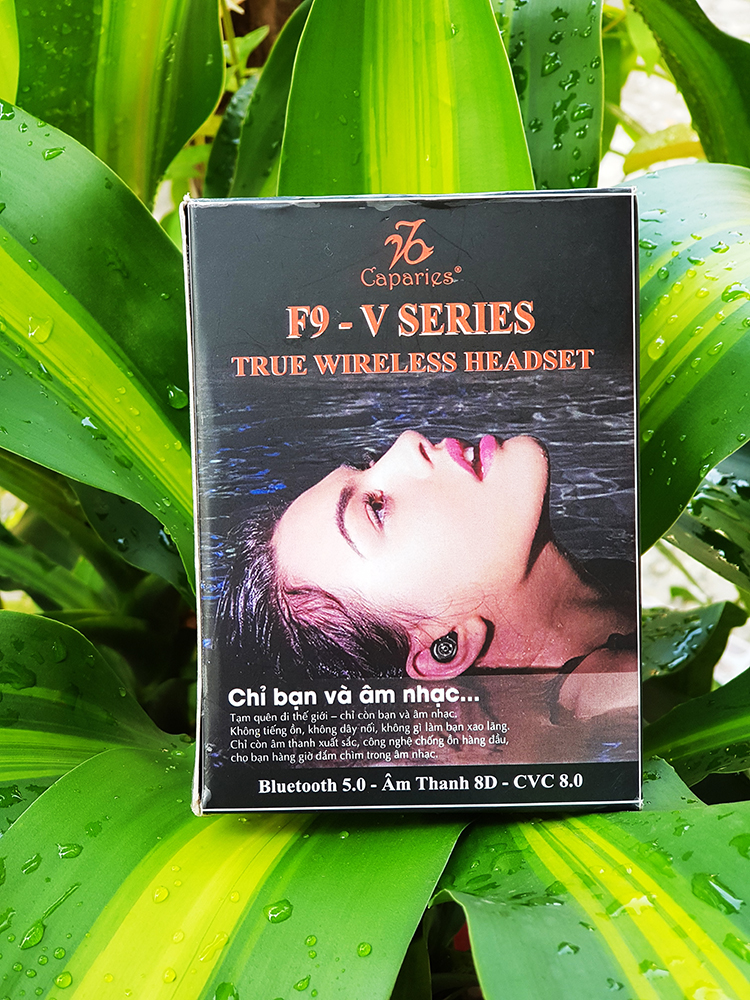 Caparies®
F9 - V SERIES
TRUE WIRELESS HEADSET
Chỉ bạn và âm nhạc...
Tạm quên đi thế giới – chỉ còn bạn và âm nhạc.
Không tiếng ồn, không dây nối, không gì làm bạn xao lãng.
Chỉ còn âm thanh xuất sắc, công nghệ chống ồn hàng đầu,
cho bạn hàng giờ đắm chìm trong âm nhạc.
Bluetooth 5.0 - Âm Thanh 8D - CVC 8.0